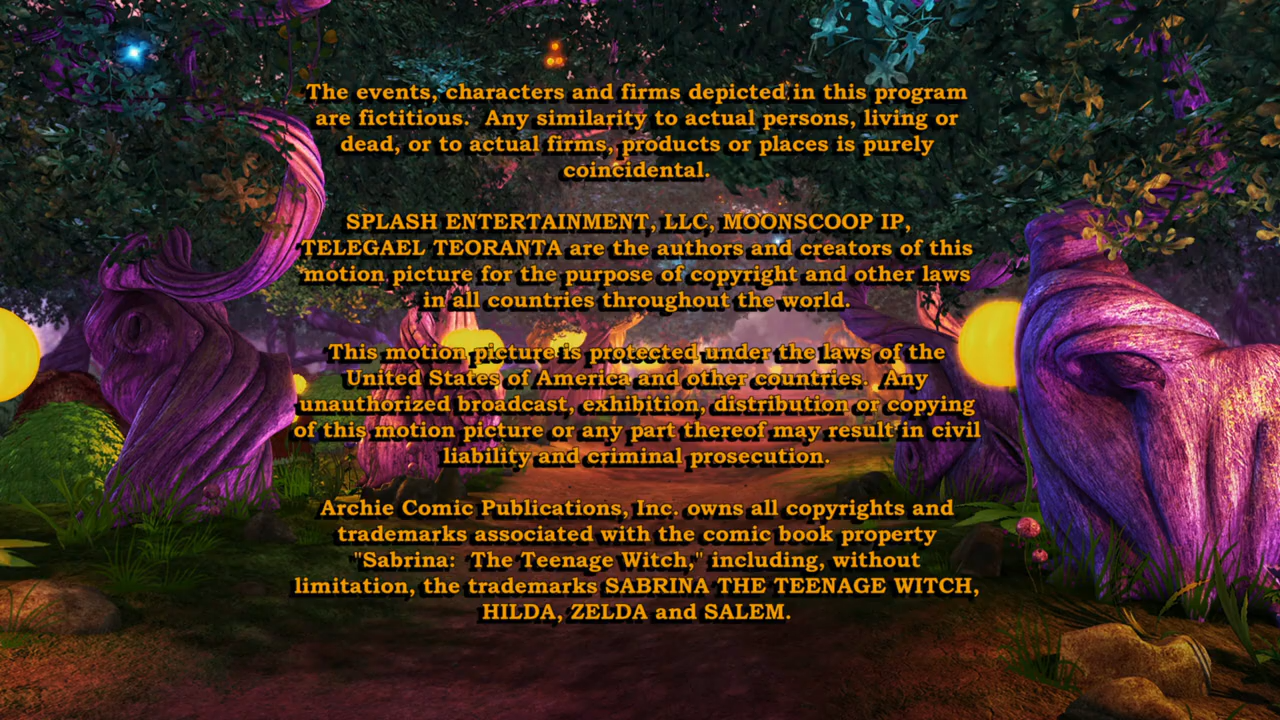 The events, characters and firms depicted in this program
are fictitious.  Any similarity to actual persons, living or
dead, or to actual firms, products or places is purely
coincidental.
SPLASH ENTERTAINMENT, LLC, MOONSCOOP IP,
TELEGAEL TEORANTA are the authors and creators of this
motion picture for the purpose of copyright and other laws
in all countries throughout the world.
This motion picture is protected under the laws of the
United States of America and other countries.  Any
unauthorized broadcast, exhibition, distribution or copying
of this motion picture or any part thereof may result in civil
liability and criminal prosecution.
Archie Comic Publications, Inc. owns all copyrights and
trademarks associated with the comic book property
"Sabrina:  The Teenage Witch," including, without
limitation, the trademarks SABRINA THE TEENAGE WITCH,
HILDA, ZELDA and SALEM.